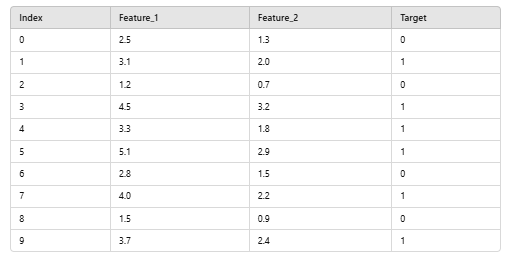 Index Feature_1 Feature_2 Target
0 2.5 1.3 0
1 3.1 2.0 1
2 1.2 0.7 0
3 4.5 3.2 1
4 3.3 1.8 1
5 5.1 2.9 1
6 2.8 1.5 0
7 4.0 2.2 1
8 1.5 0.9 0
9 3.7 2.4 1